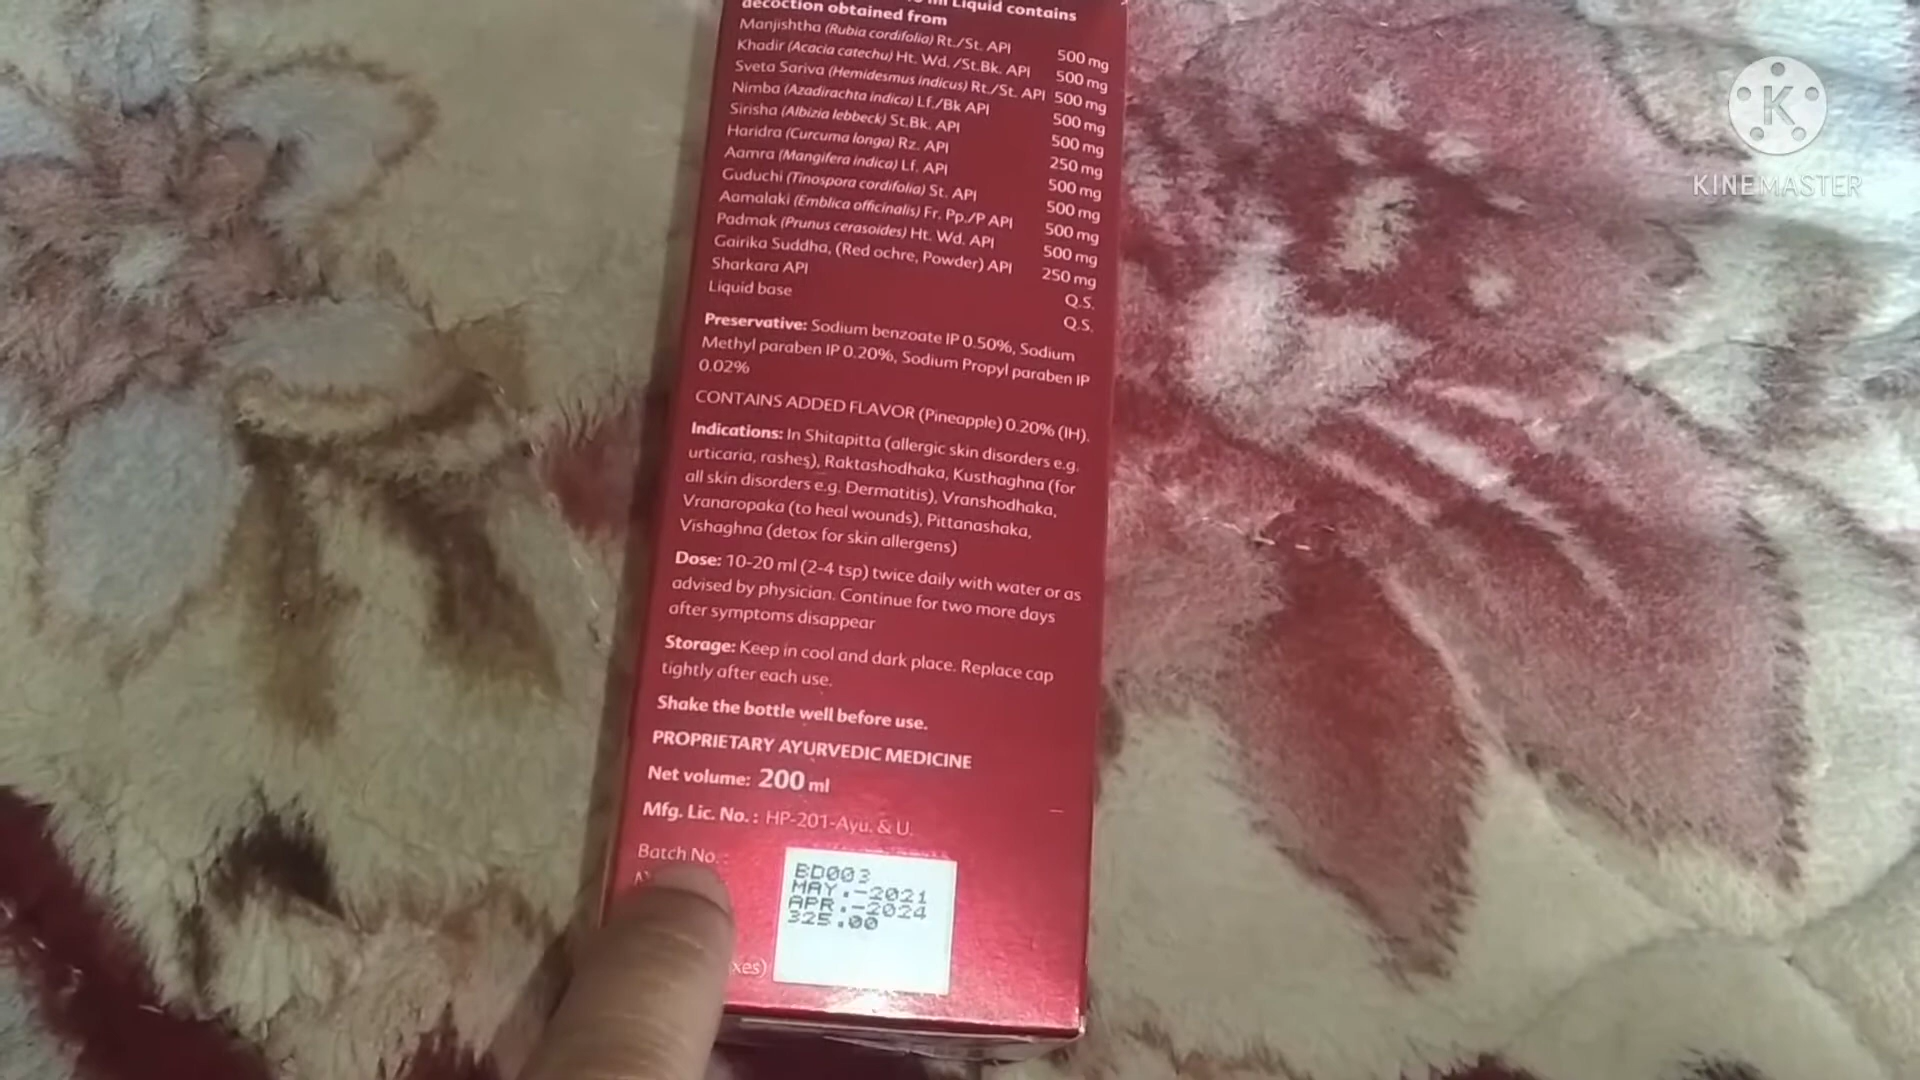 ml Liquid contains
decoction obtained from
Manjishtha (Rubia cordifolia) Rt./St. API 500 mg
Khadir (Acacia catechu) Ht. Wd. /St.Bk. API 500 mg
Sveta Sariva (Hemidesmus indicus) Rt./St. API 500 mg
Nimba (Azadirachta indica) Lf./Bk API 500 mg
Sirisha (Albizia lebbeck) St.Bk. API 500 mg
Haridra (Curcuma longa) Rz. API 250 mg
Aamra (Mangifera indica) Lf. API 500 mg
Guduchi (Tinospora cordifolia) St. API 500 mg
Aamalaki (Emblica officinalis) Fr. Pp./P API 500 mg
Padmak (Prunus cerasoides) Ht. Wd. API 500 mg
Gairika Suddha, (Red ochre, Powder) API 250 mg
Sharkara API Q.S.
Liquid base Q.S.
Preservative: Sodium benzoate IP 0.50%, Sodium
Methyl paraben IP 0.20%, Sodium Propyl paraben IP
0.02%
CONTAINS ADDED FLAVOR (Pineapple) 0.20% (IH).
Indications: In Shitapitta (allergic skin disorders e.g.
urticaria, rashes), Raktashodhaka, Kusthaghna (for
all skin disorders e.g. Dermatitis), Vranshodhaka,
Vranaropaka (to heal wounds), Pittanashaka,
Vishaghna (detox for skin allergens)
Dose: 10-20 ml (2-4 tsp) twice daily with water or as
advised by physician. Continue for two more days
after symptoms disappear
Storage: Keep in cool and dark place. Replace cap
tightly after each use.
Shake the bottle well before use.
PROPRIETARY AYURVEDIC MEDICINE
Net volume: 200 ml
Mfg. Lic. No.: HP-201-Ayu. & U.
Batch No.: BD003
MAY.-2021
APR.-2024
325.00
xes)
K
KINEMASTER